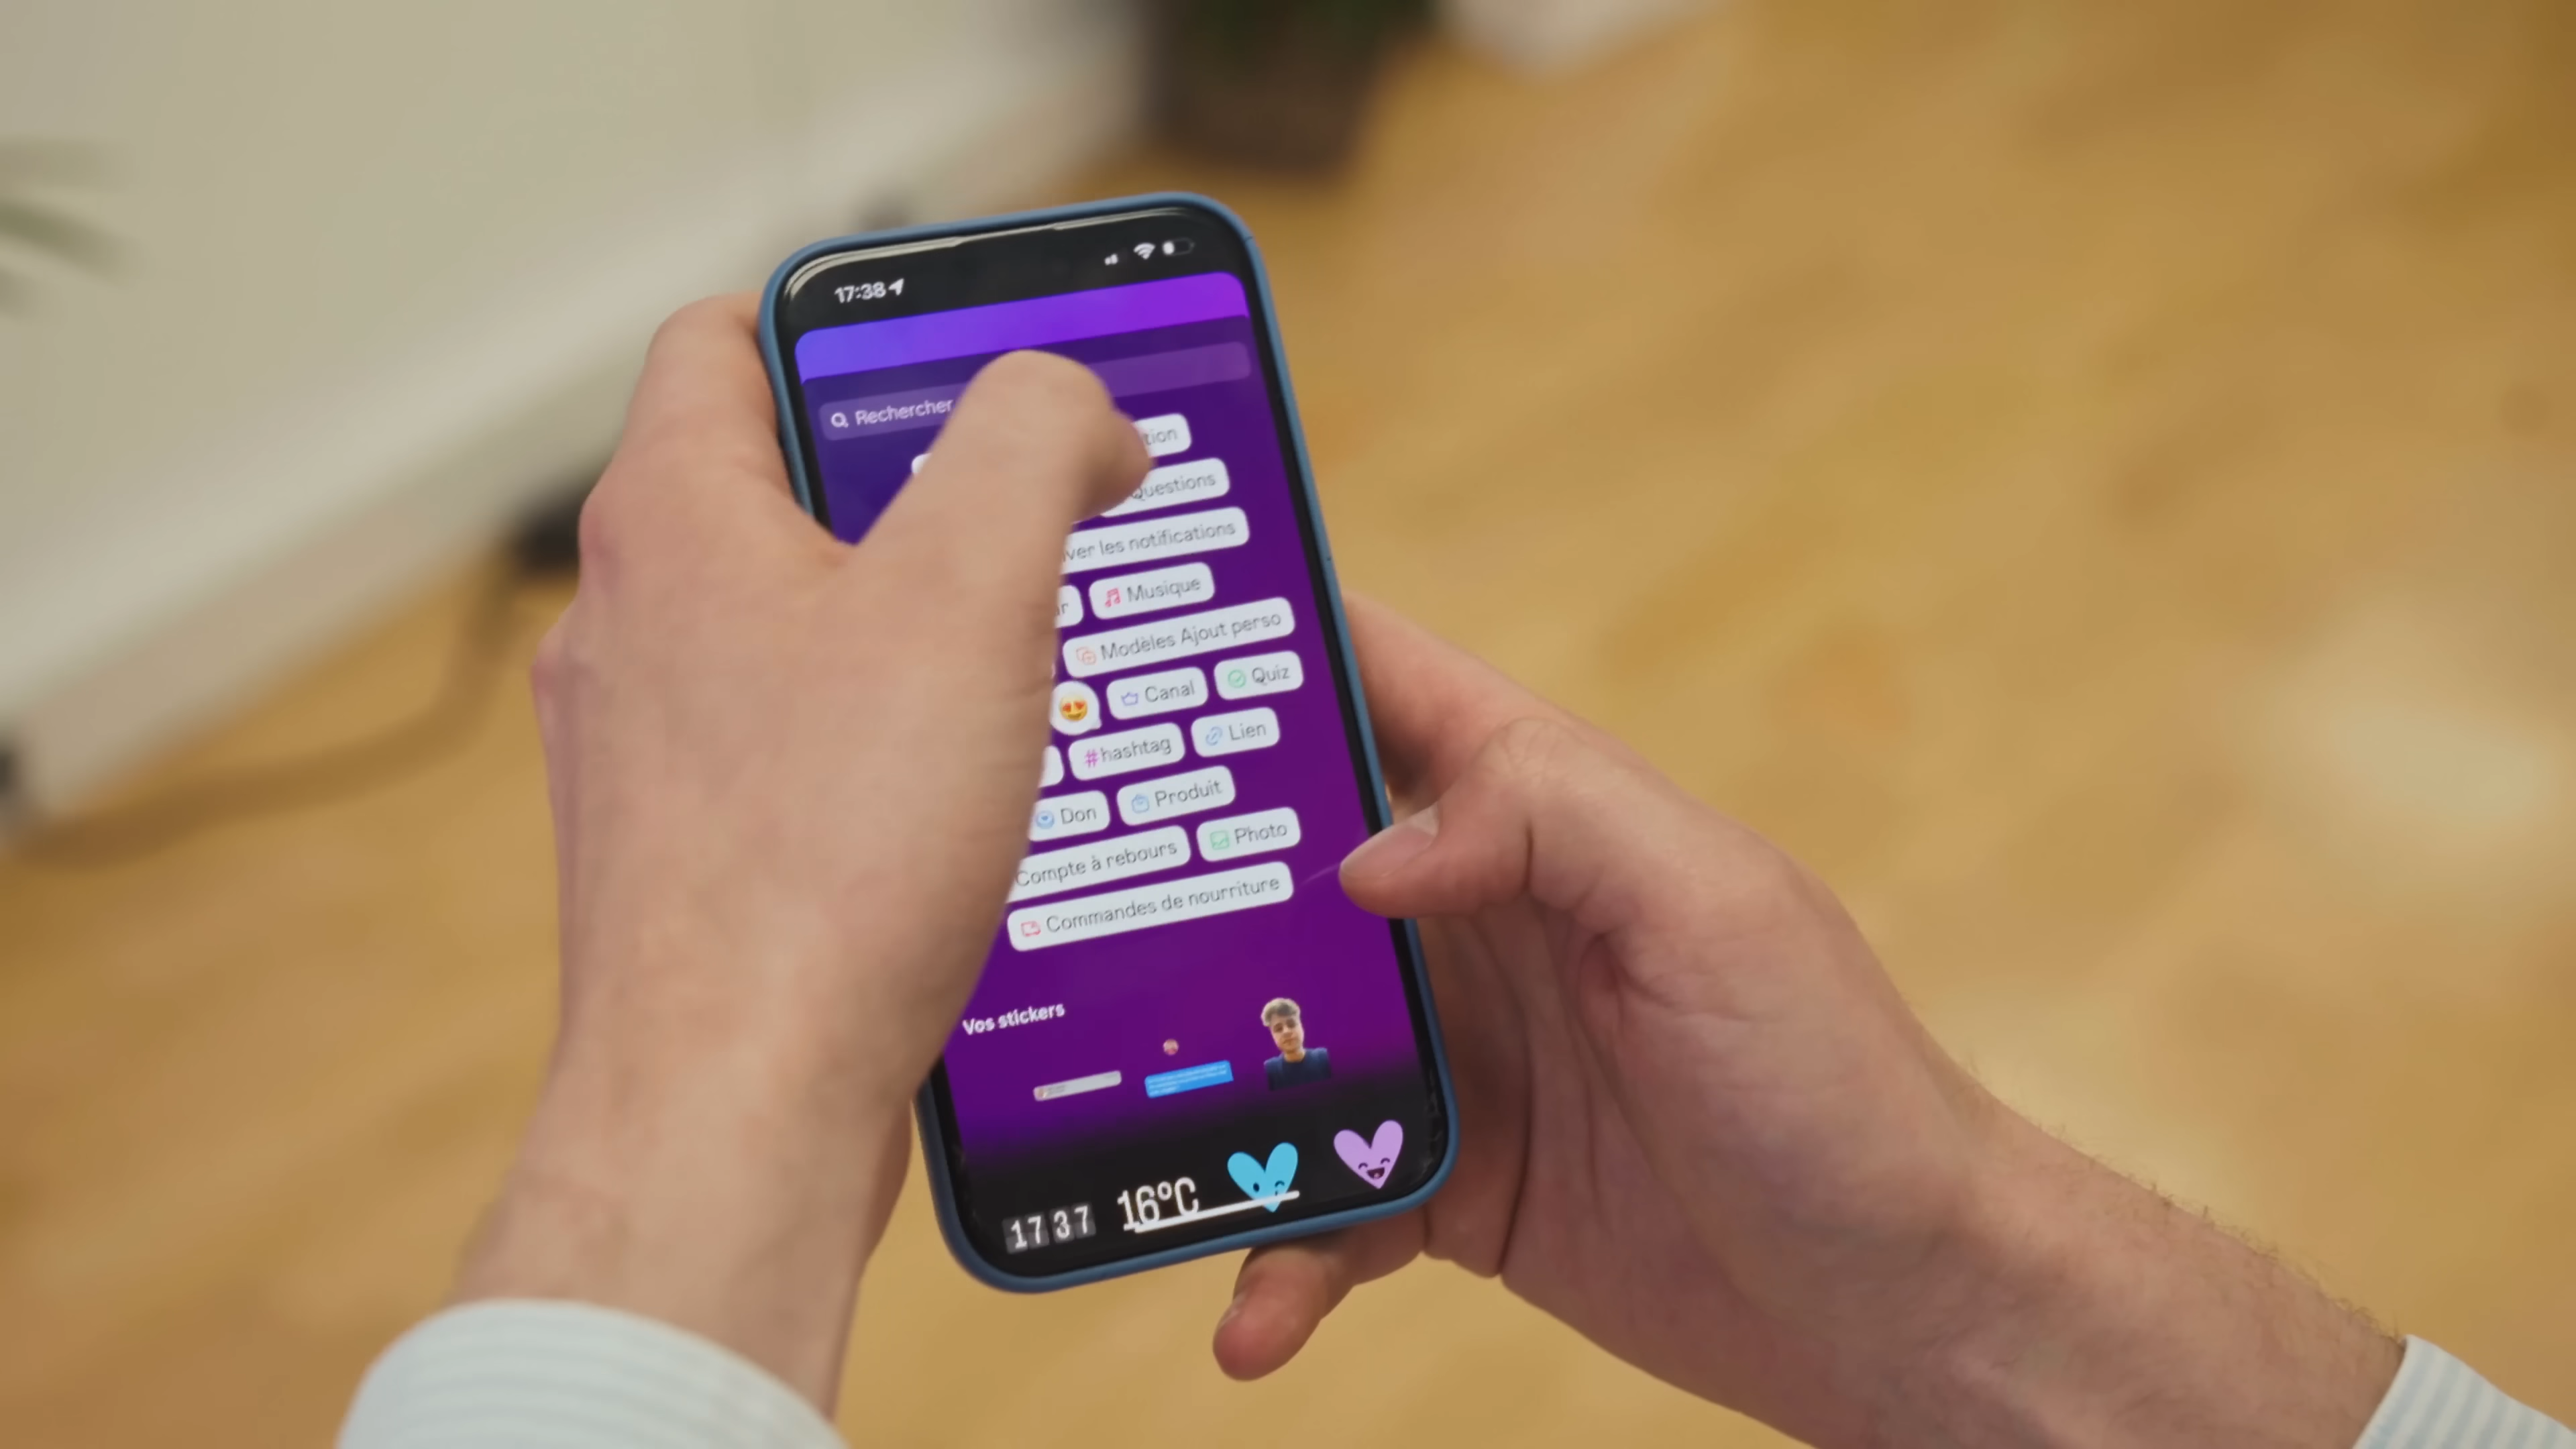 17:38
Rechercher
Questions
les notifications
Musique
Modèles Ajout perso
Canal Quiz
#hashtag Lien
Don Produit
Compte à rebours Photo
Commandes de nourriture
Vos stickers
17 37 16°C